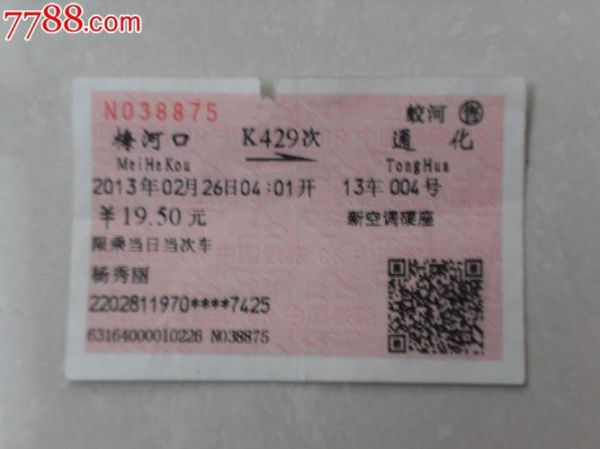 7788.com
N038875 蛟河 售
梅河口 K429次 通化
MeiHeKou TongHua
2013年02月26日04:01开 13车004号
￥19.50元 新空调硬座
限乘当日当次车
杨秀丽
2202811970****7425
63164000010226 N038875